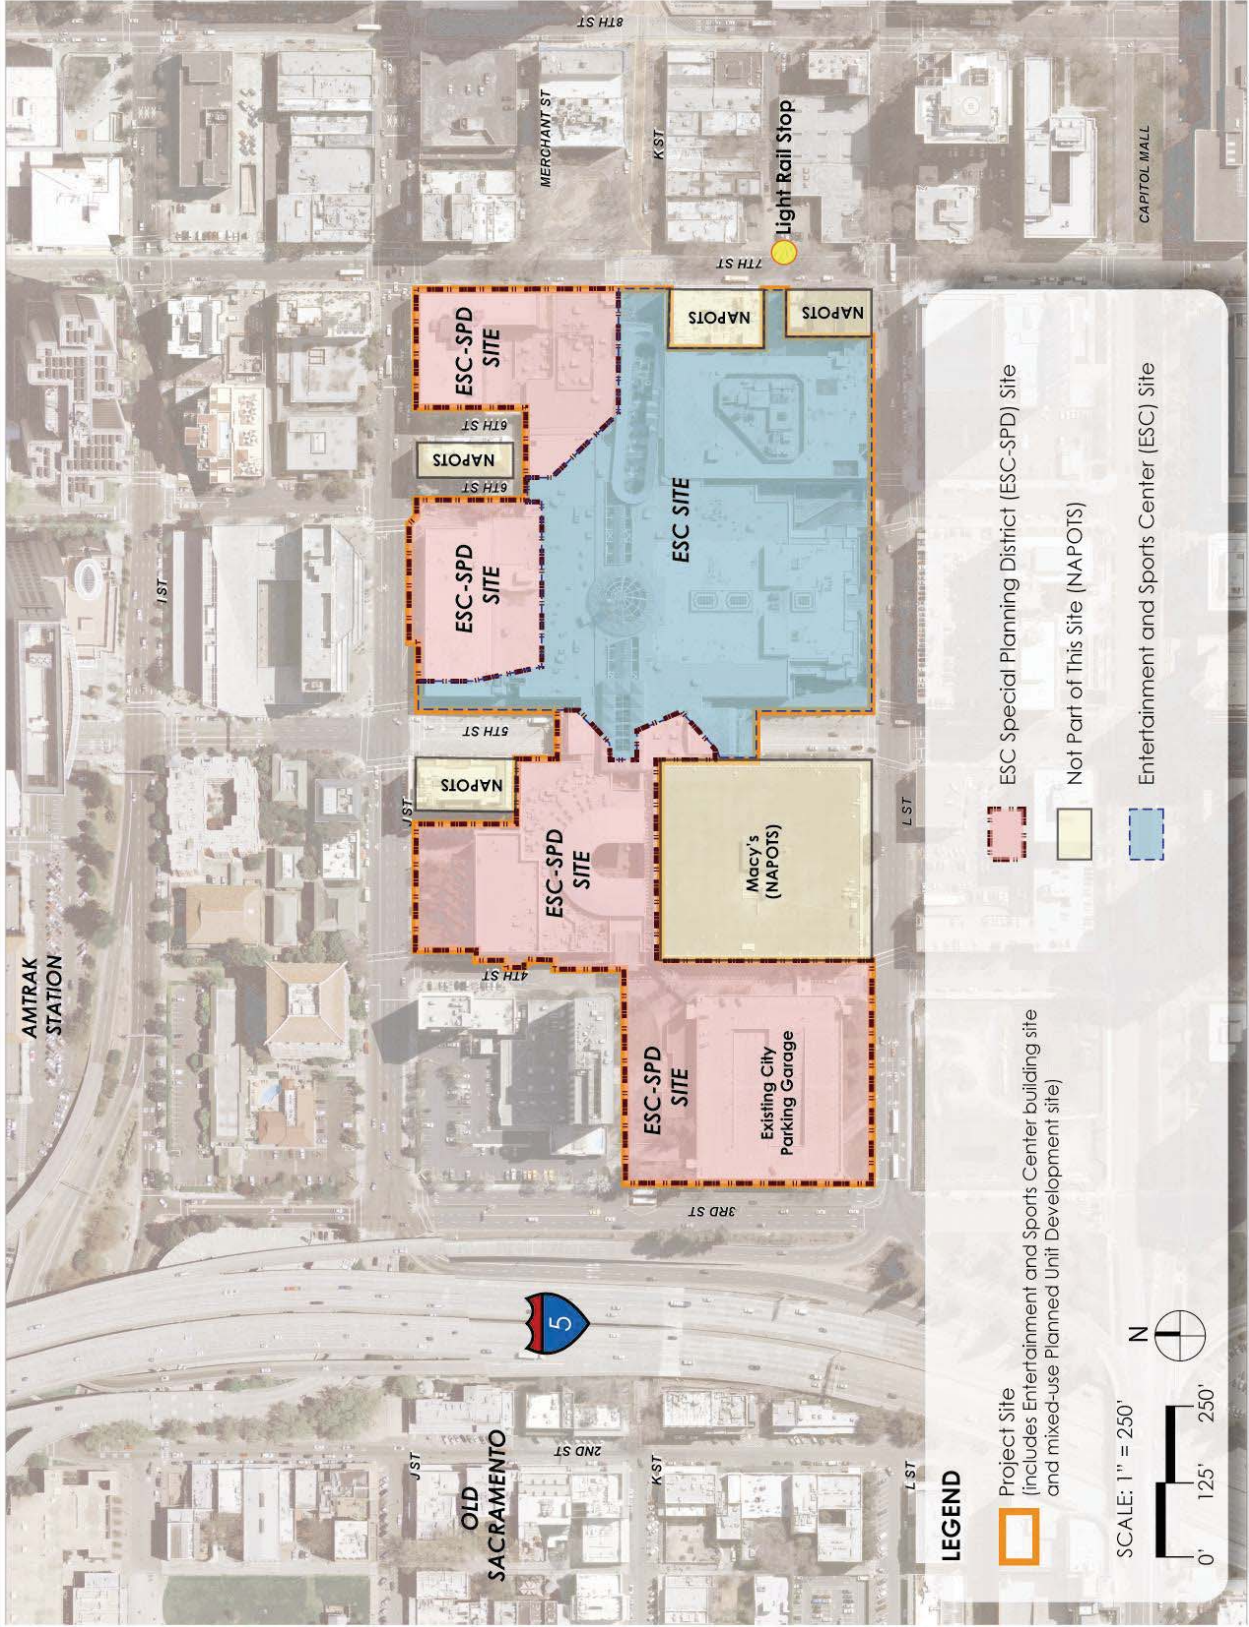 AMTRAK
STATION
I ST
8TH ST
MERCHANT ST
K ST
7TH ST
Light Rail Stop
CAPITOL MALL
J ST
ESC-SPD
SITE
6TH ST
NAPOTS
6TH ST
ESC-SPD
SITE
5TH ST
NAPOTS
ESC-SPD
SITE
4TH ST
ESC SITE
NAPOTS
NAPOTS
Macy's
(NAPOTS)
ESC-SPD
SITE
Existing City
Parking Garage
3RD ST
L ST
5
OLD
SACRAMENTO
J ST
2ND ST
K ST
L ST
LEGEND
Project Site
(includes Entertainment and Sports Center building site
and mixed-use Planned Unit Development site)
ESC Special Planning District (ESC-SPD) Site
Not Part of This Site (NAPOTS)
Entertainment and Sports Center (ESC) Site
SCALE: 1" = 250'
N
0' 125' 250'